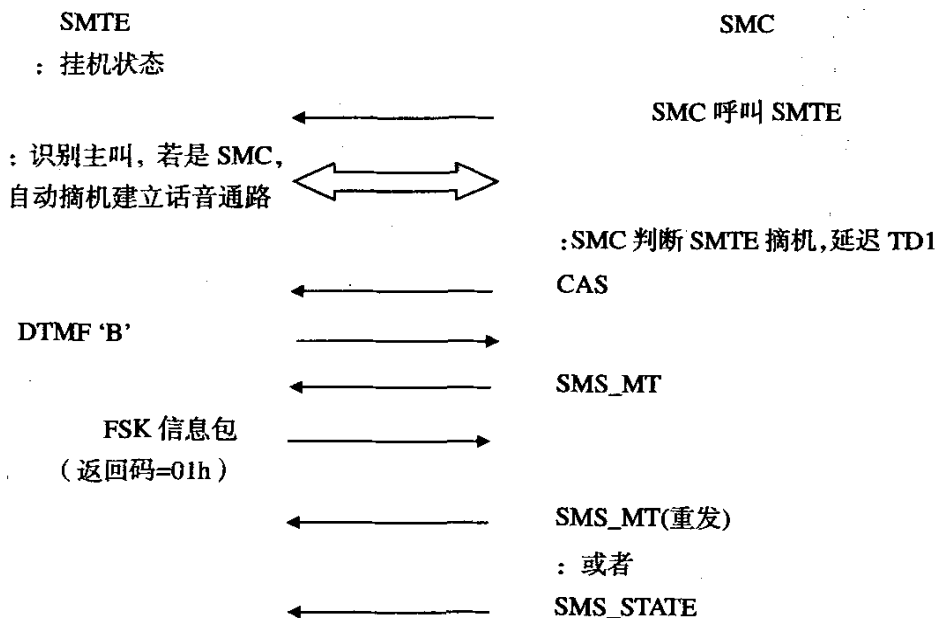 SMTE
SMC
：挂机状态
SMC 呼叫 SMTE
：识别主叫，若是 SMC，
自动摘机建立话音通路
:SMC 判断 SMTE 摘机,延迟 TD1
CAS
DTMF ‘B’
SMS_MT
FSK 信息包
（返回码=01h）
SMS_MT(重发)
：或者
SMS_STATE